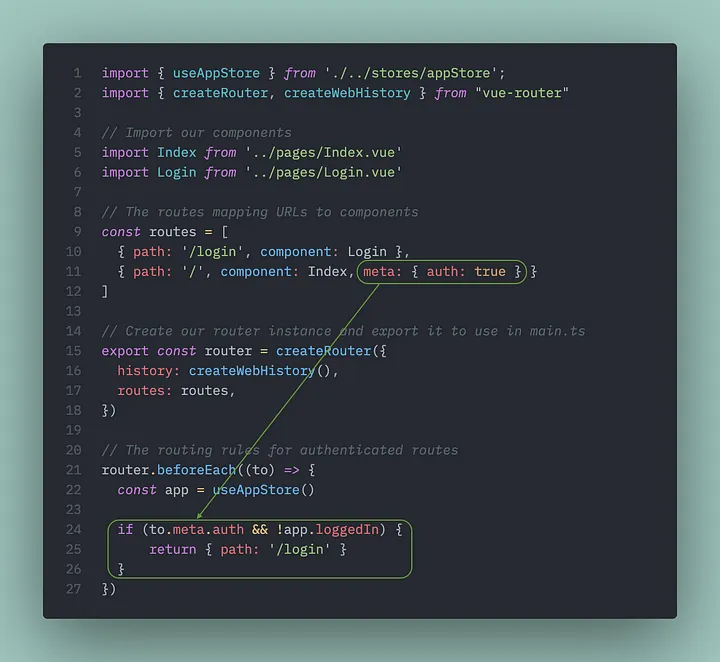 1 import { useAppStore } from './../stores/appStore';
2 import { createRouter, createWebHistory } from "vue-router"
3
4 // Import our components
5 import Index from '../pages/Index.vue'
6 import Login from '../pages/Login.vue'
7
8 // The routes mapping URLs to components
9 const routes = [
10   { path: '/login', component: Login },
11   { path: '/', component: Index, meta: { auth: true } }
12 ]
13
14 // Create our router instance and export it to use in main.ts
15 export const router = createRouter({
16   history: createWebHistory(),
17   routes: routes,
18 })
19
20 // The routing rules for authenticated routes
21 router.beforeEach((to) => {
22   const app = useAppStore()
23
24   if (to.meta.auth && !app.loggedIn) {
25       return { path: '/login' }
26   }
27 })